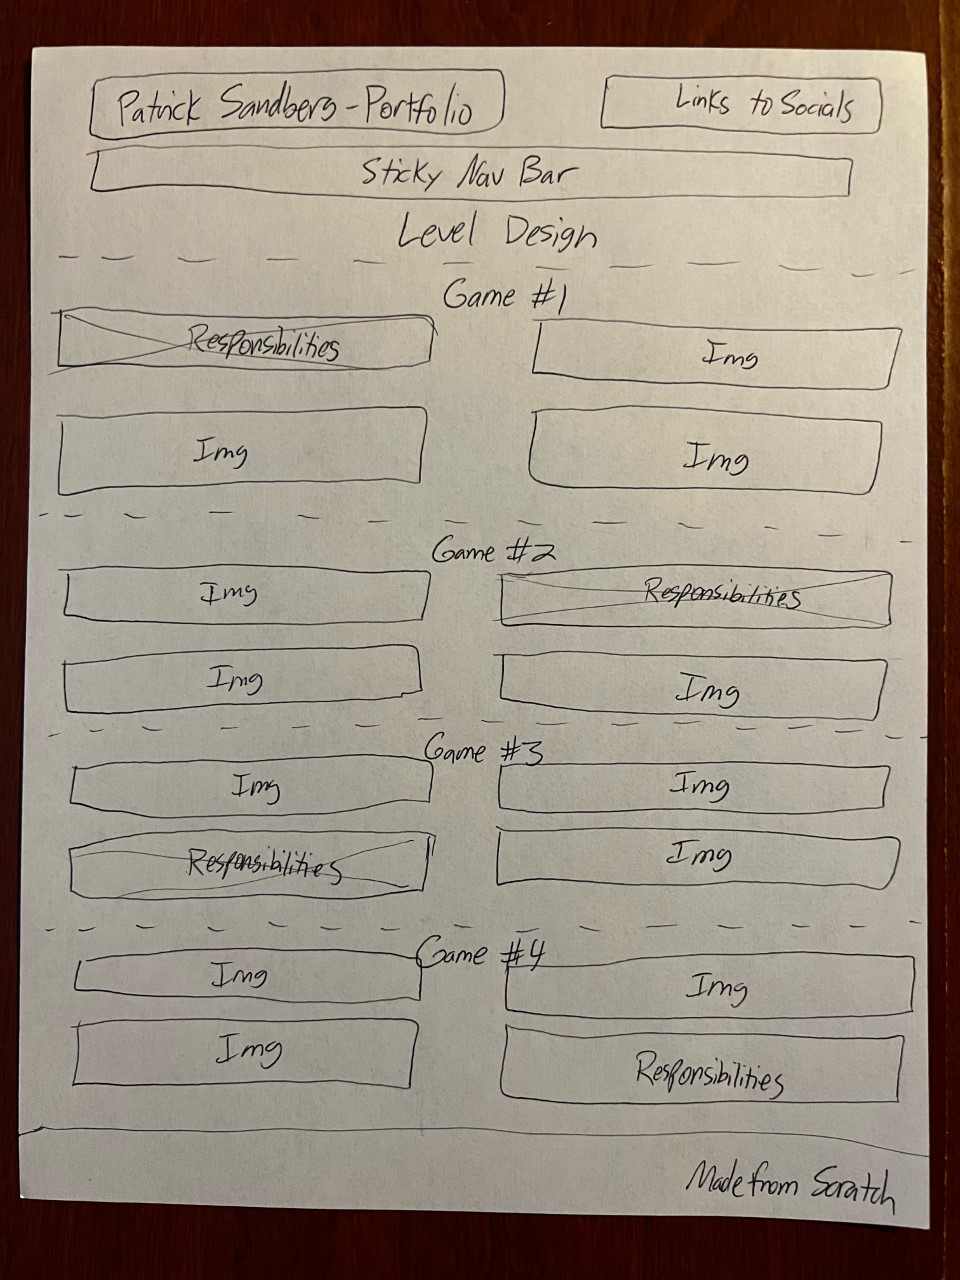 Patrick Sandberg - Portfolio
Links to Socials
Sticky Nav Bar
Level Design
Game #1
Responsibilities
Img
Img
Img
Game #2
Img
Responsibilities
Img
Img
Game #3
Img
Img
Responsibilities
Img
Game #4
Img
Img
Img
Responsibilities
Made from Scratch